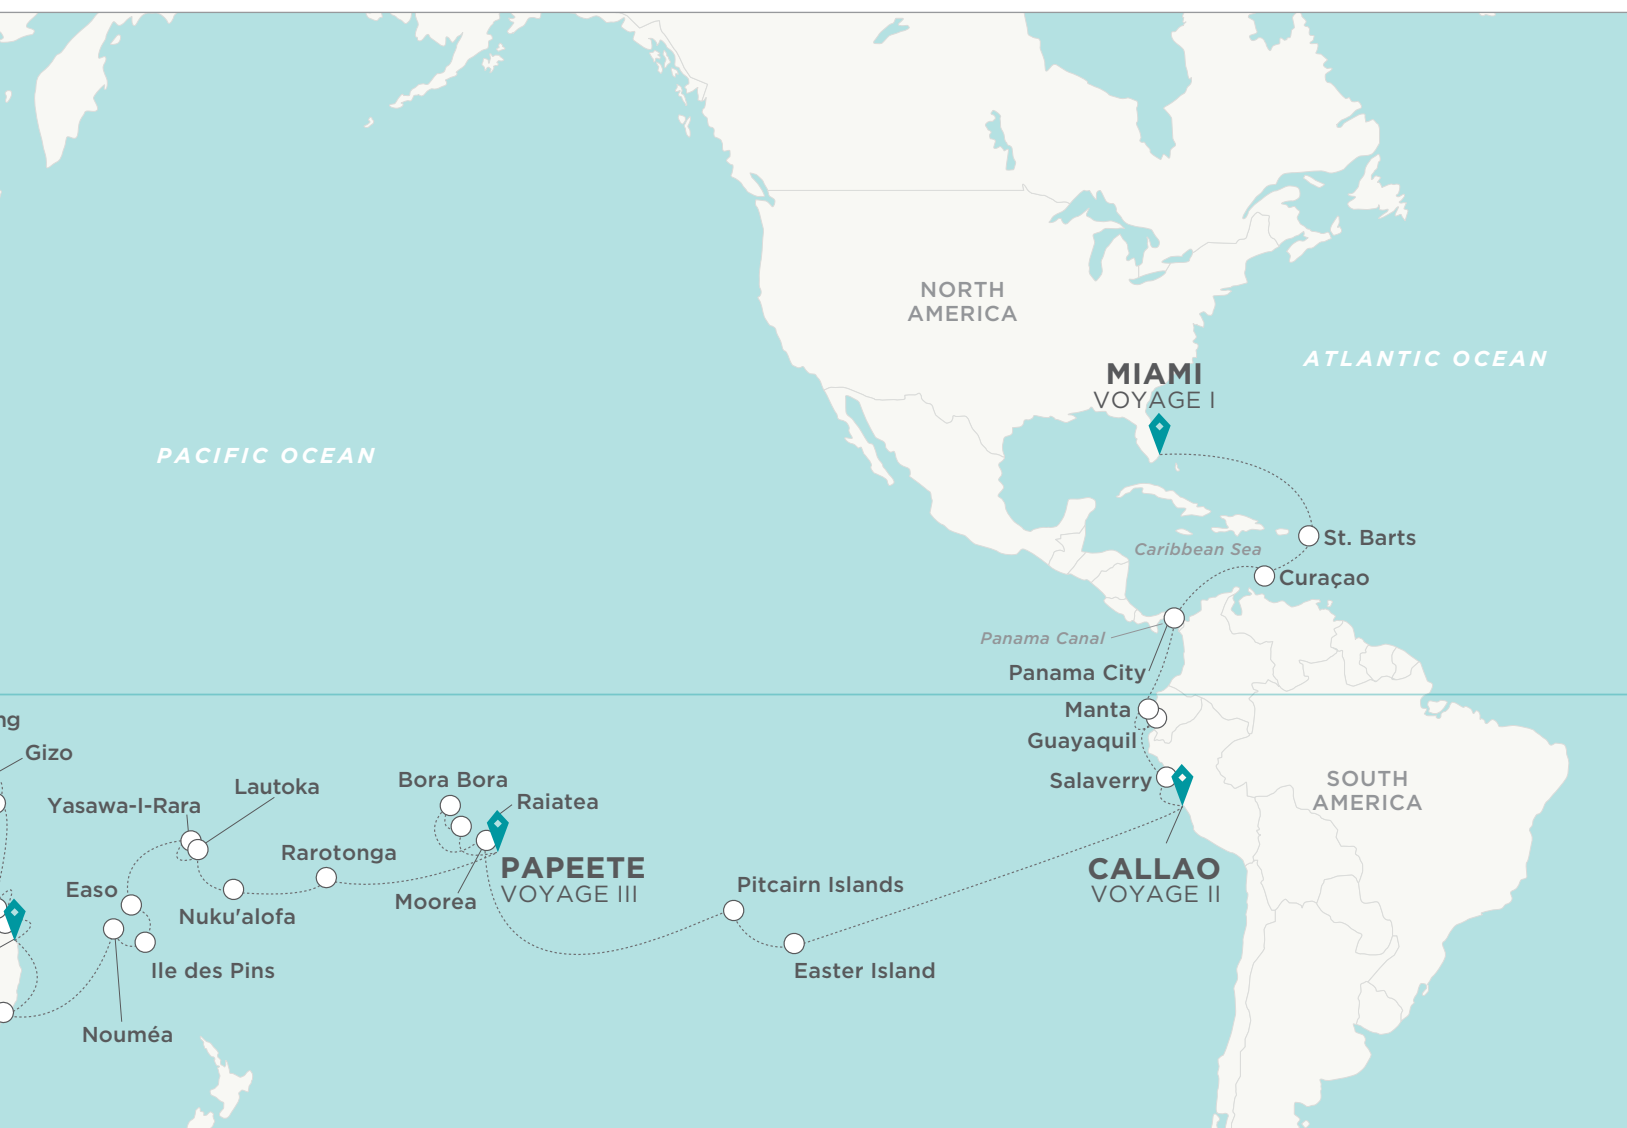 NORTH
AMERICA
ATLANTIC OCEAN
MIAMI
VOYAGE I
PACIFIC OCEAN
St. Barts
Caribbean Sea
Curaçao
Panama Canal
Panama City
Manta
ng
Guayaquil
Gizo
Salaverry
SOUTH
AMERICA
Bora Bora
Lautoka
Raiatea
Yasawa-I-Rara
Rarotonga
PAPEETE
VOYAGE III
CALLAO
VOYAGE II
Easo
Pitcairn Islands
Moorea
Nuku'alofa
Ile des Pins
Easter Island
Nouméa